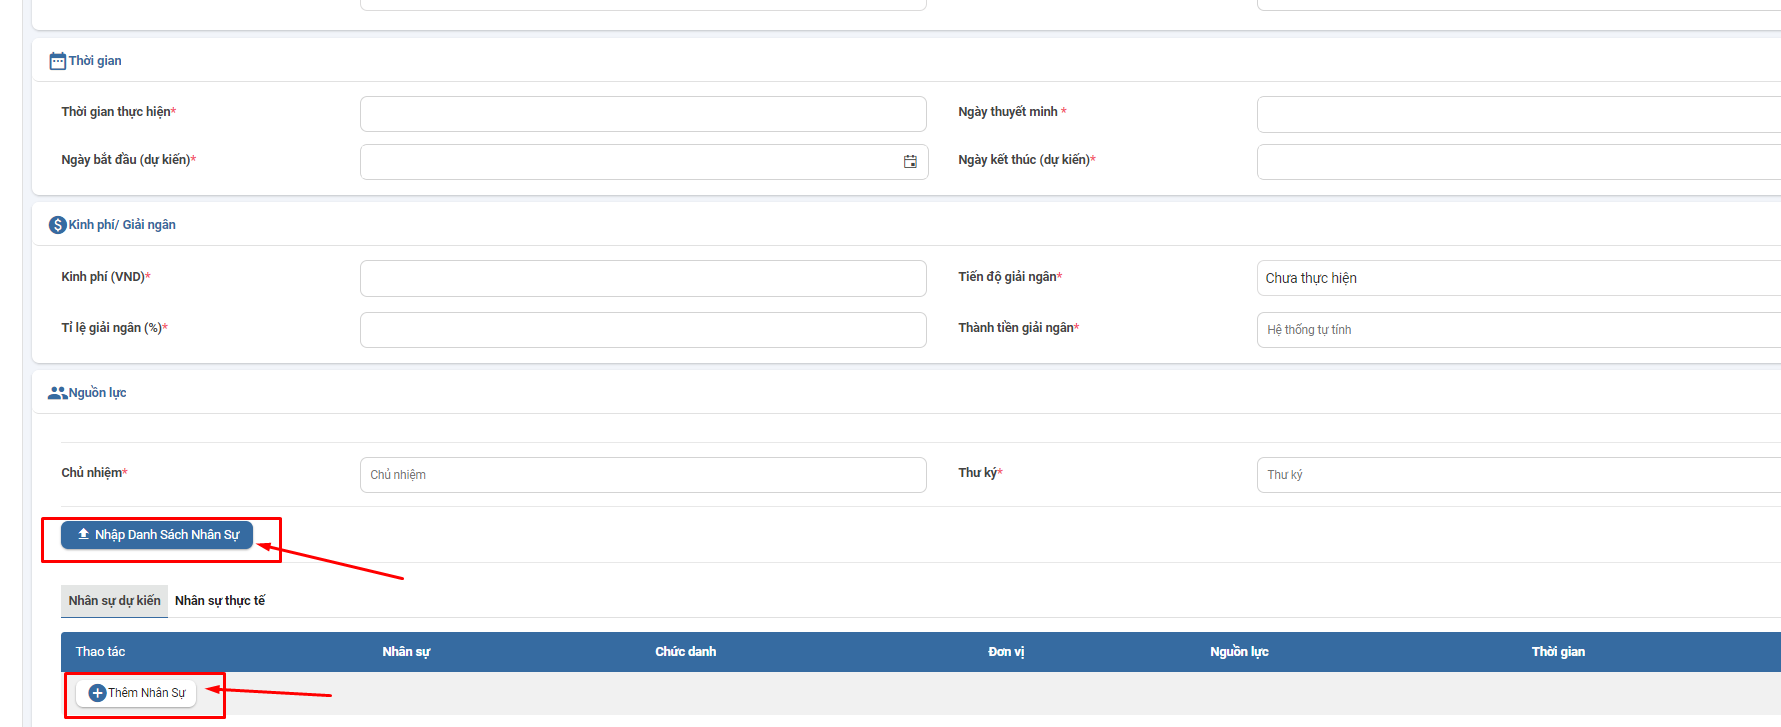 Thời gian
Thời gian thực hiện*
Ngày thuyết minh *
Ngày bắt đầu (dự kiến)*
Ngày kết thúc (dự kiến)*
Kinh phí/ Giải ngân
Kinh phí (VND)*
Tiến độ giải ngân*
Chưa thực hiện
Tỉ lệ giải ngân (%)*
Thành tiền giải ngân*
Hệ thống tự tính
Nguồn lực
Chủ nhiệm*
Chủ nhiệm
Thư ký*
Thư ký
Nhập Danh Sách Nhân Sự
Nhân sự dự kiến Nhân sự thực tế
Thao tác Nhân sự Chức danh Đơn vị Nguồn lực Thời gian
Thêm Nhân Sự